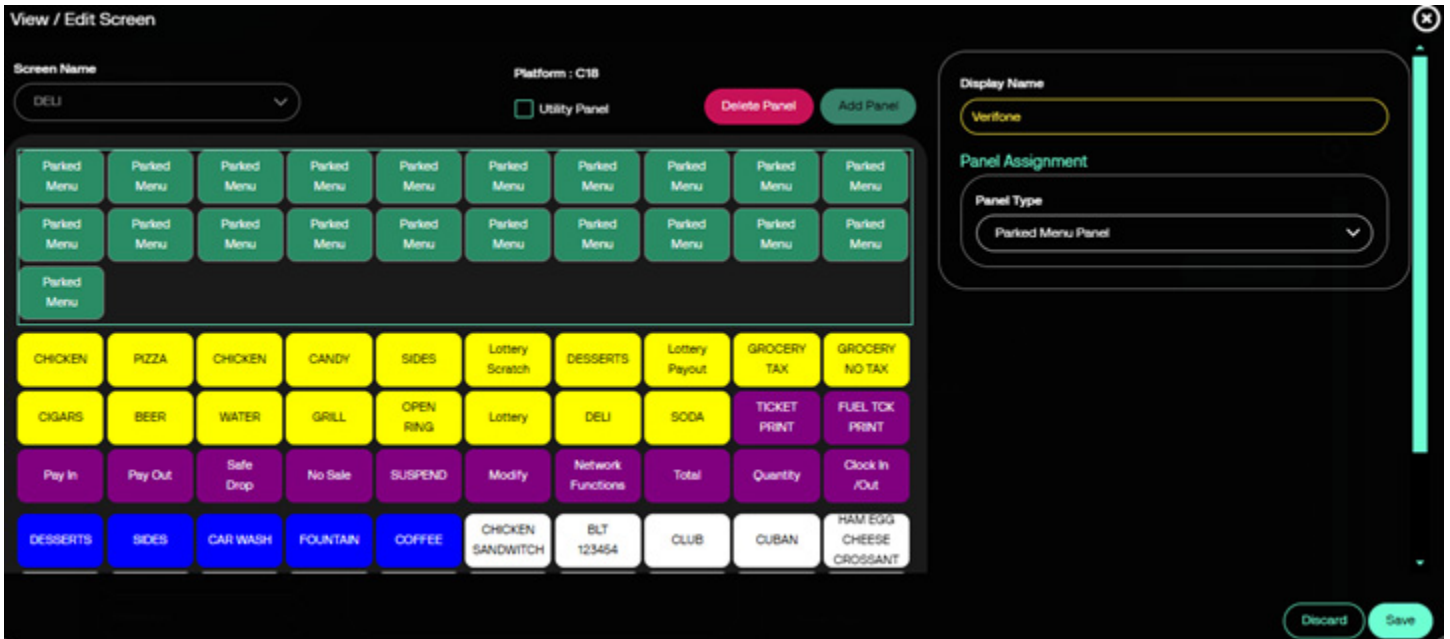 View / Edit Screen
Screen Name
Platform : C18
DELI
Utility Panel
Delete Panel
Add Panel
Display Name
Verifone
Panel Assignment
Panel Type
Parked Menu Panel
Parked Parked Parked Parked Parked Parked Parked Parked Parked Parked
Menu Menu Menu Menu Menu Menu Menu Menu Menu Menu
Parked Parked Parked Parked Parked Parked Parked Parked Parked Parked
Menu Menu Menu Menu Menu Menu Menu Menu Menu Menu
Parked
Menu
CHICKEN
PIZZA
CHICKEN
CANDY
SIDES
Lottery
Scratch
DESSERTS
Lottery
Payout
GROCERY
TAX
GROCERY
NO TAX
CIGARS
BEER
WATER
GRILL
OPEN
RING
Lottery
DELI
SODA
TICKET
PRINT
FUEL TCK
PRINT
Pay In
Pay Out
Safe
Drop
No Sale
SUSPEND
Modify
Network
Functions
Total
Quantity
Clock In
/Out
DESSERTS
SIDES
CAR WASH
FOUNTAIN
COFFEE
CHICKEN
SANDWITCH
BLT
123454
CLUB
CUBAN
HAM EGG
CHEESE
CROSSANT
Discard
Save